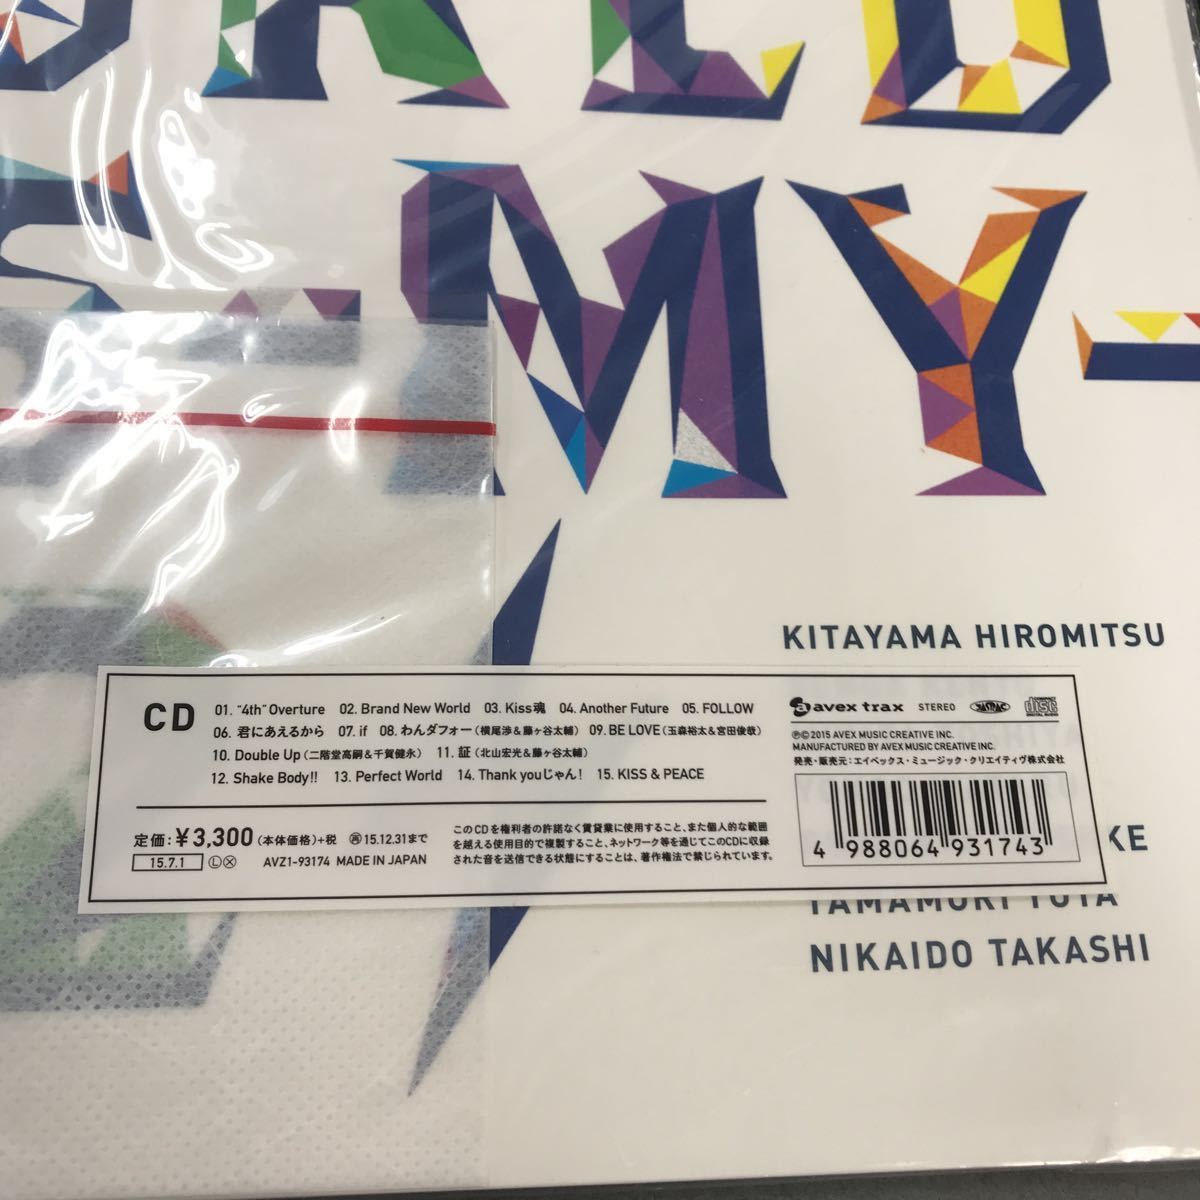 MY-
KITAYAMA HIROMITSU
CD
01. "4th" Overture 02. Brand New World 03. Kiss魂 04. Another Future 05. FOLLOW
06. 君にあえるから 07. if 08. わんダフォー(横尾渉&藤ヶ谷太輔) 09. BE LOVE(玉森裕太&宮田俊哉)
10. Double Up(二階堂高嗣&千賀健永) 11. 証(北山宏光&藤ヶ谷太輔)
12. Shake Body!! 13. Perfect World 14. Thank youじゃん! 15. KISS & PEACE
定価:¥3,300(本体価格)+税 再15.12.31まで
15.7.1 Ⓛ AVZ1-93174 MADE IN JAPAN
このCDを権利者の許諾なく賃貸業に使用すること、また個人的な範囲
を越える使用目的で複製すること、ネットワーク等を通じてこのCDに収録
された音を送信できる状態にすることは、著作権法で禁じられています。
avex trax STEREO JASRAC COMPACT disc DIGITAL AUDIO
℗©2015 AVEX MUSIC CREATIVE INC.
MANUFACTURED BY AVEX MUSIC CREATIVE INC.
発売・販売元:エイベックス・ミュージック・クリエイティヴ株式会社
4 988064 931743
KE
TAMAMORI YUTA
NIKAIDO TAKASHI